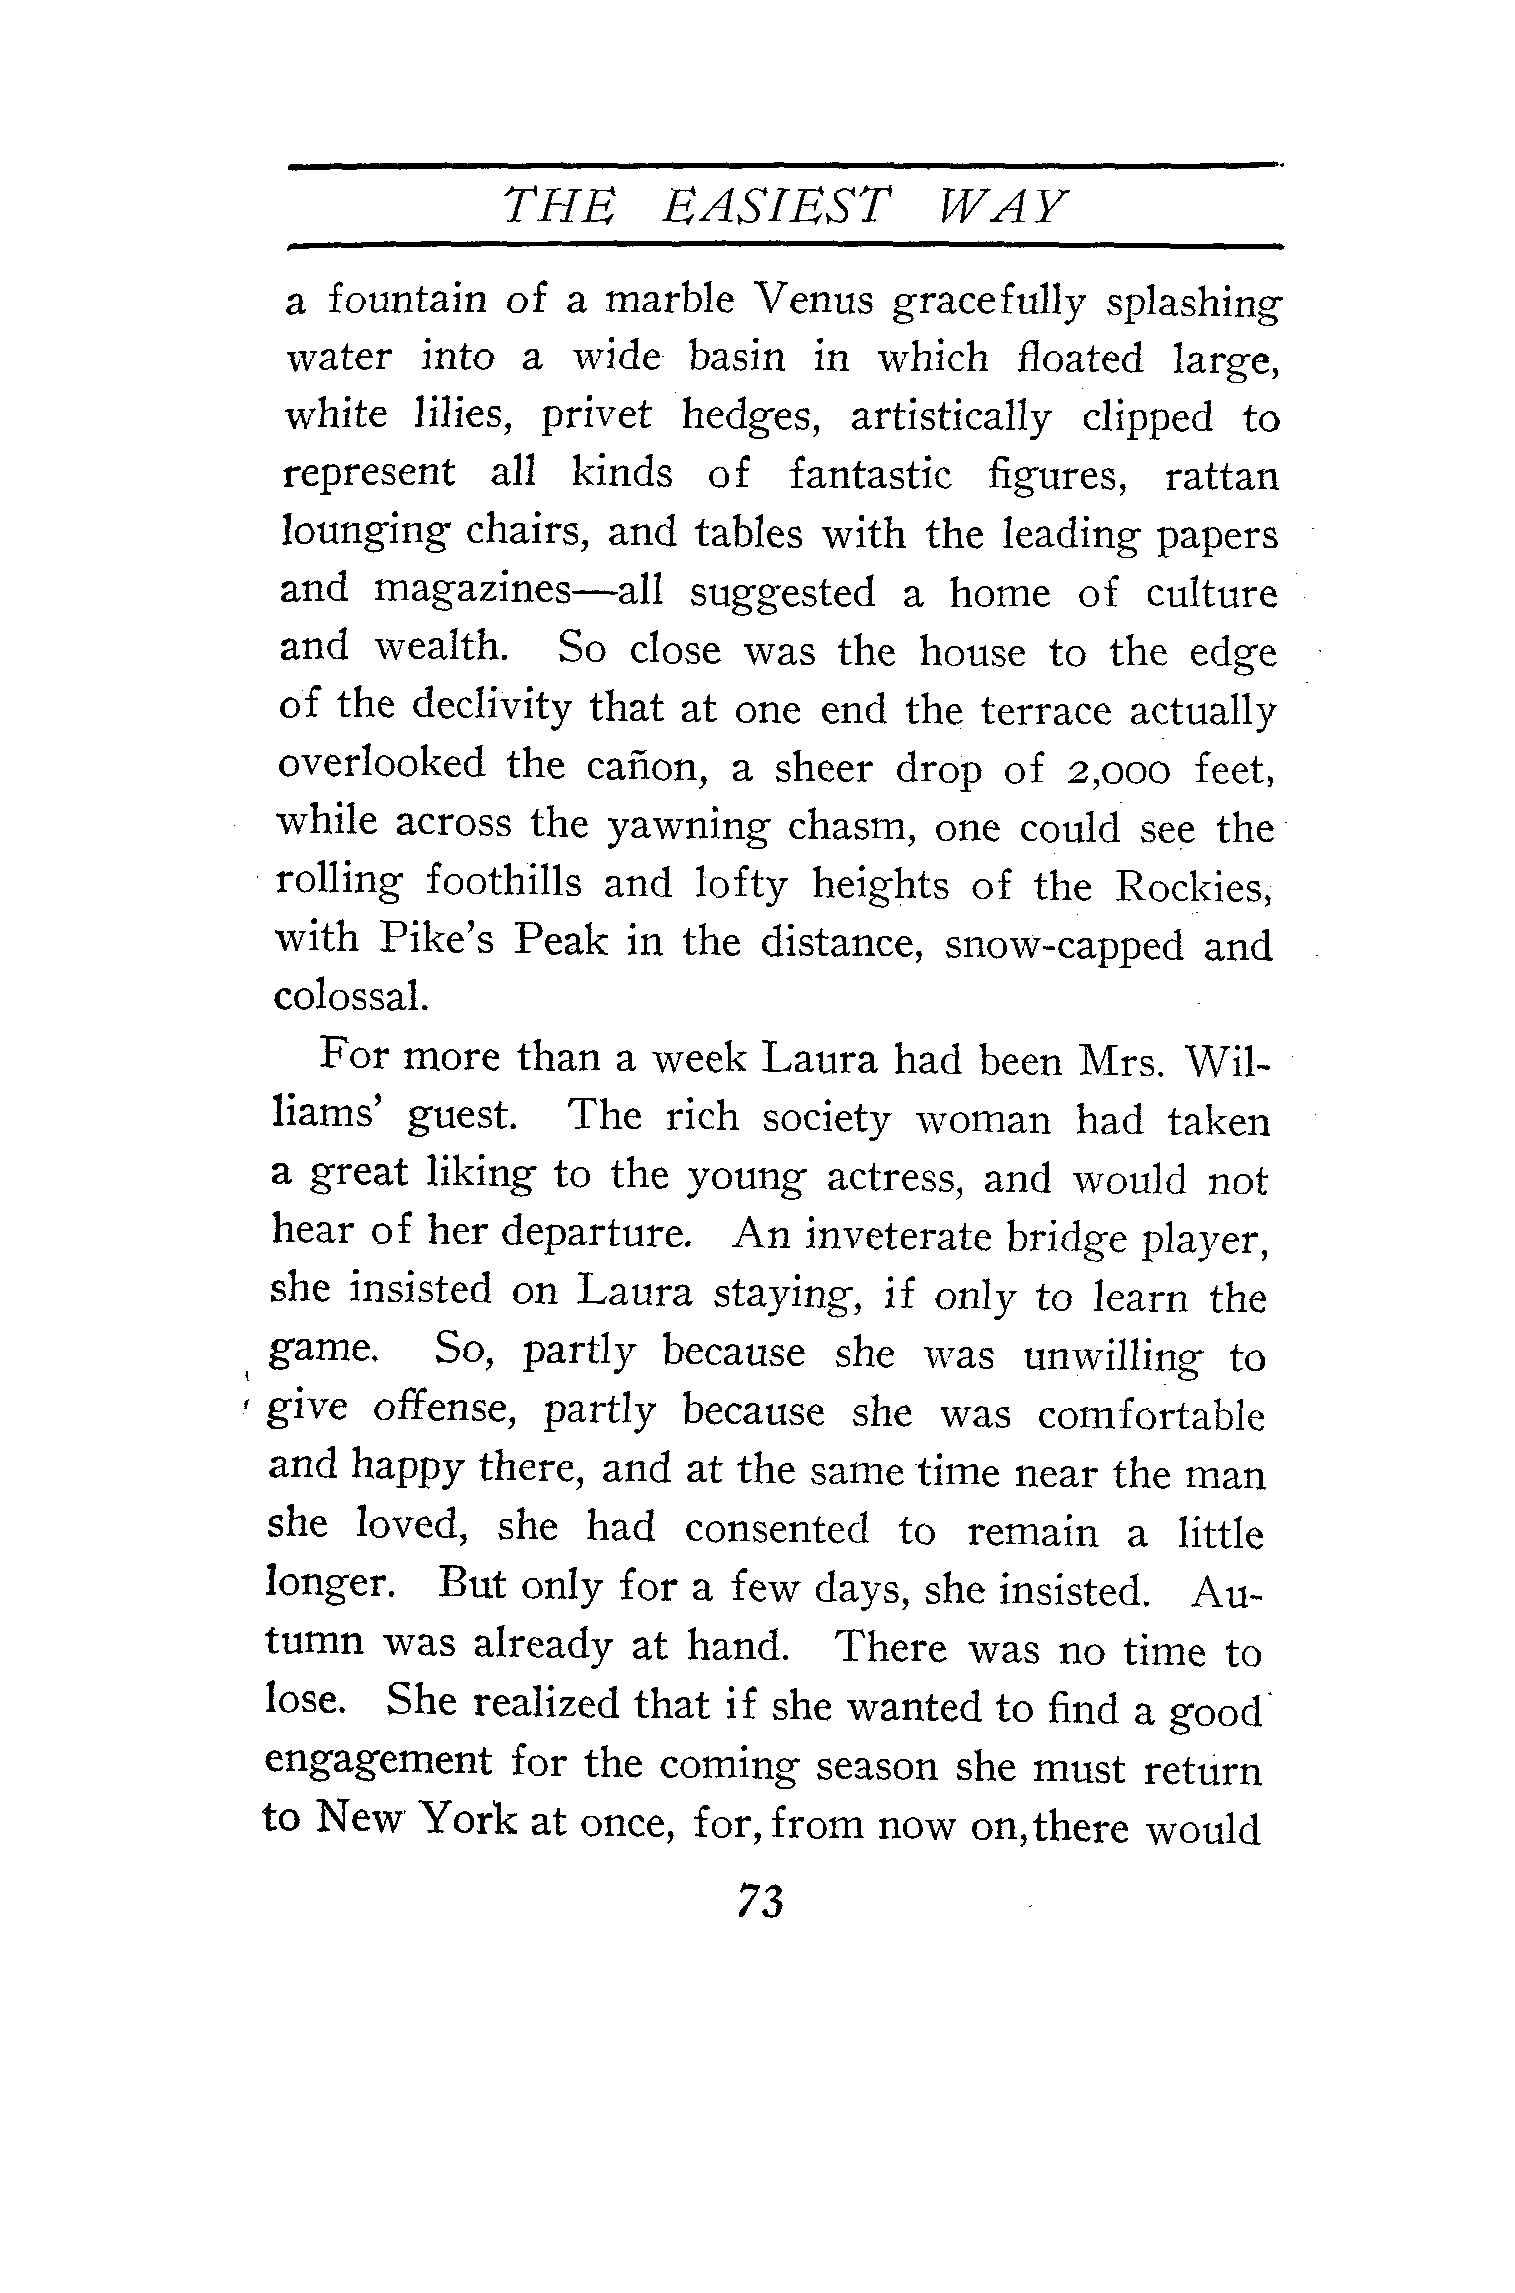 THE EASIEST WAY
a fountain of a marble Venus gracefully splashing
water into a wide basin in which floated large,
white lilies, privet hedges, artistically clipped to
represent all kinds of fantastic figures, rattan
lounging chairs, and tables with the leading papers
and magazines—all suggested a home of culture
and wealth. So close was the house to the edge
of the declivity that at one end the terrace actually
overlooked the cañon, a sheer drop of 2,000 feet,
while across the yawning chasm, one could see the
rolling foothills and lofty heights of the Rockies,
with Pike's Peak in the distance, snow-capped and
colossal.
For more than a week Laura had been Mrs. Wil-
liams' guest. The rich society woman had taken
a great liking to the young actress, and would not
hear of her departure. An inveterate bridge player,
she insisted on Laura staying, if only to learn the
game. So, partly because she was unwilling to
give offense, partly because she was comfortable
and happy there, and at the same time near the man
she loved, she had consented to remain a little
longer. But only for a few days, she insisted. Au-
tumn was already at hand. There was no time to
lose. She realized that if she wanted to find a good
engagement for the coming season she must return
to New York at once, for, from now on, there would
73